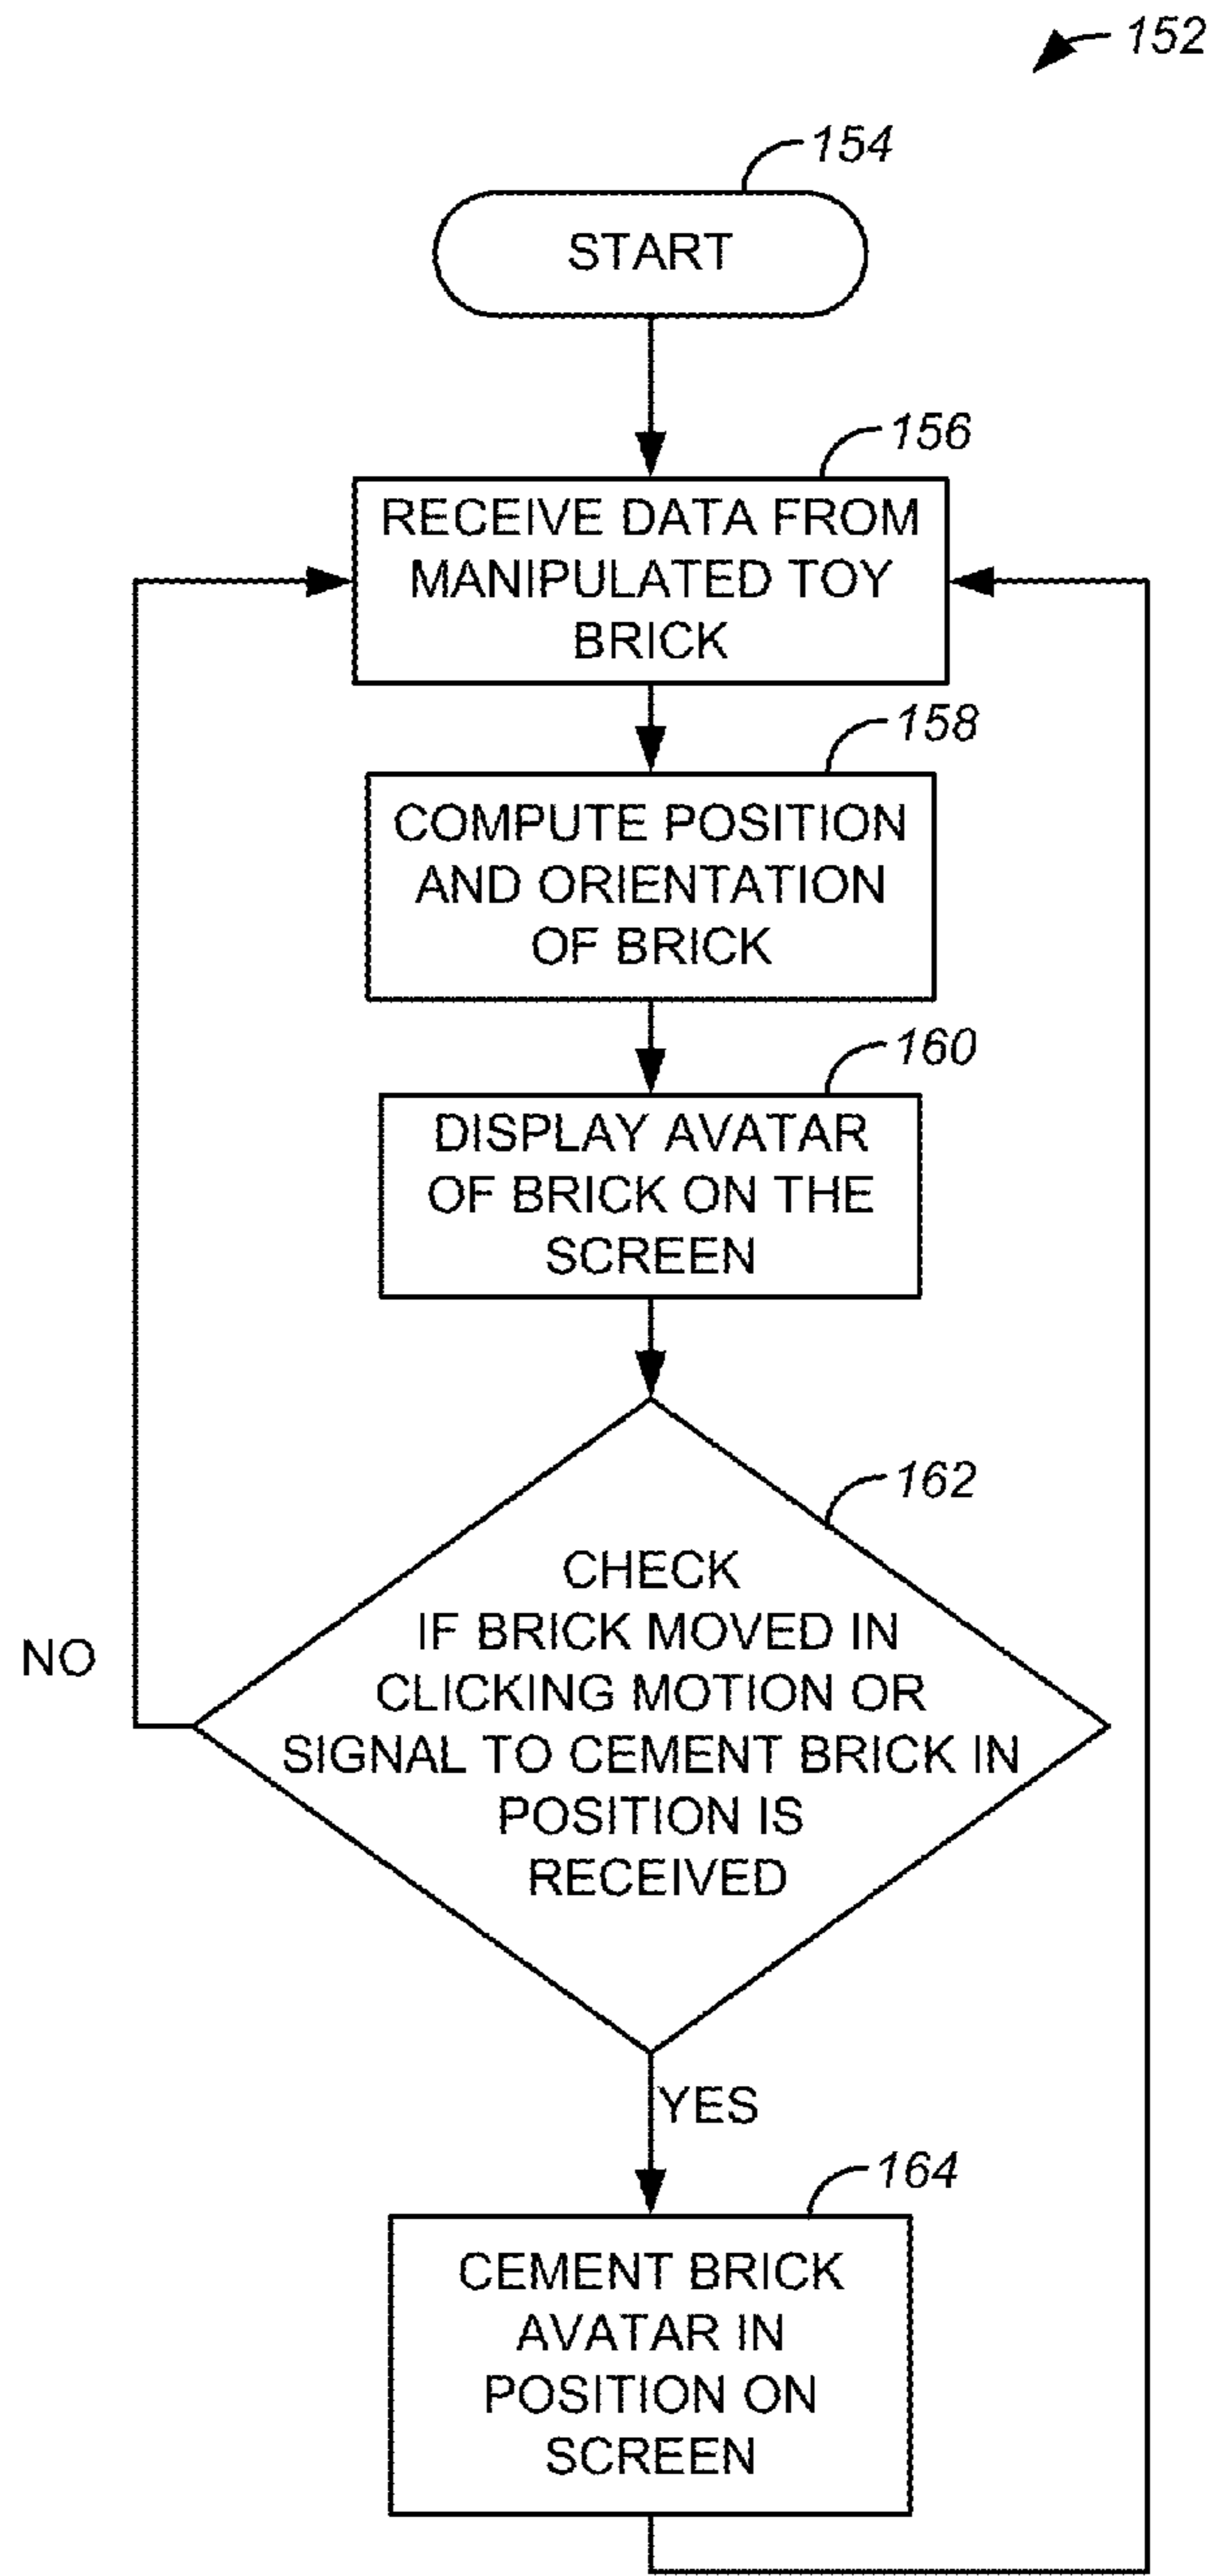 152
154
START
156
RECEIVE DATA FROM
MANIPULATED TOY
BRICK
158
COMPUTE POSITION
AND ORIENTATION
OF BRICK
160
DISPLAY AVATAR
OF BRICK ON THE
SCREEN
162
CHECK
IF BRICK MOVED IN
CLICKING MOTION OR
SIGNAL TO CEMENT BRICK IN
POSITION IS
RECEIVED
NO
YES
164
CEMENT BRICK
AVATAR IN
POSITION ON
SCREEN